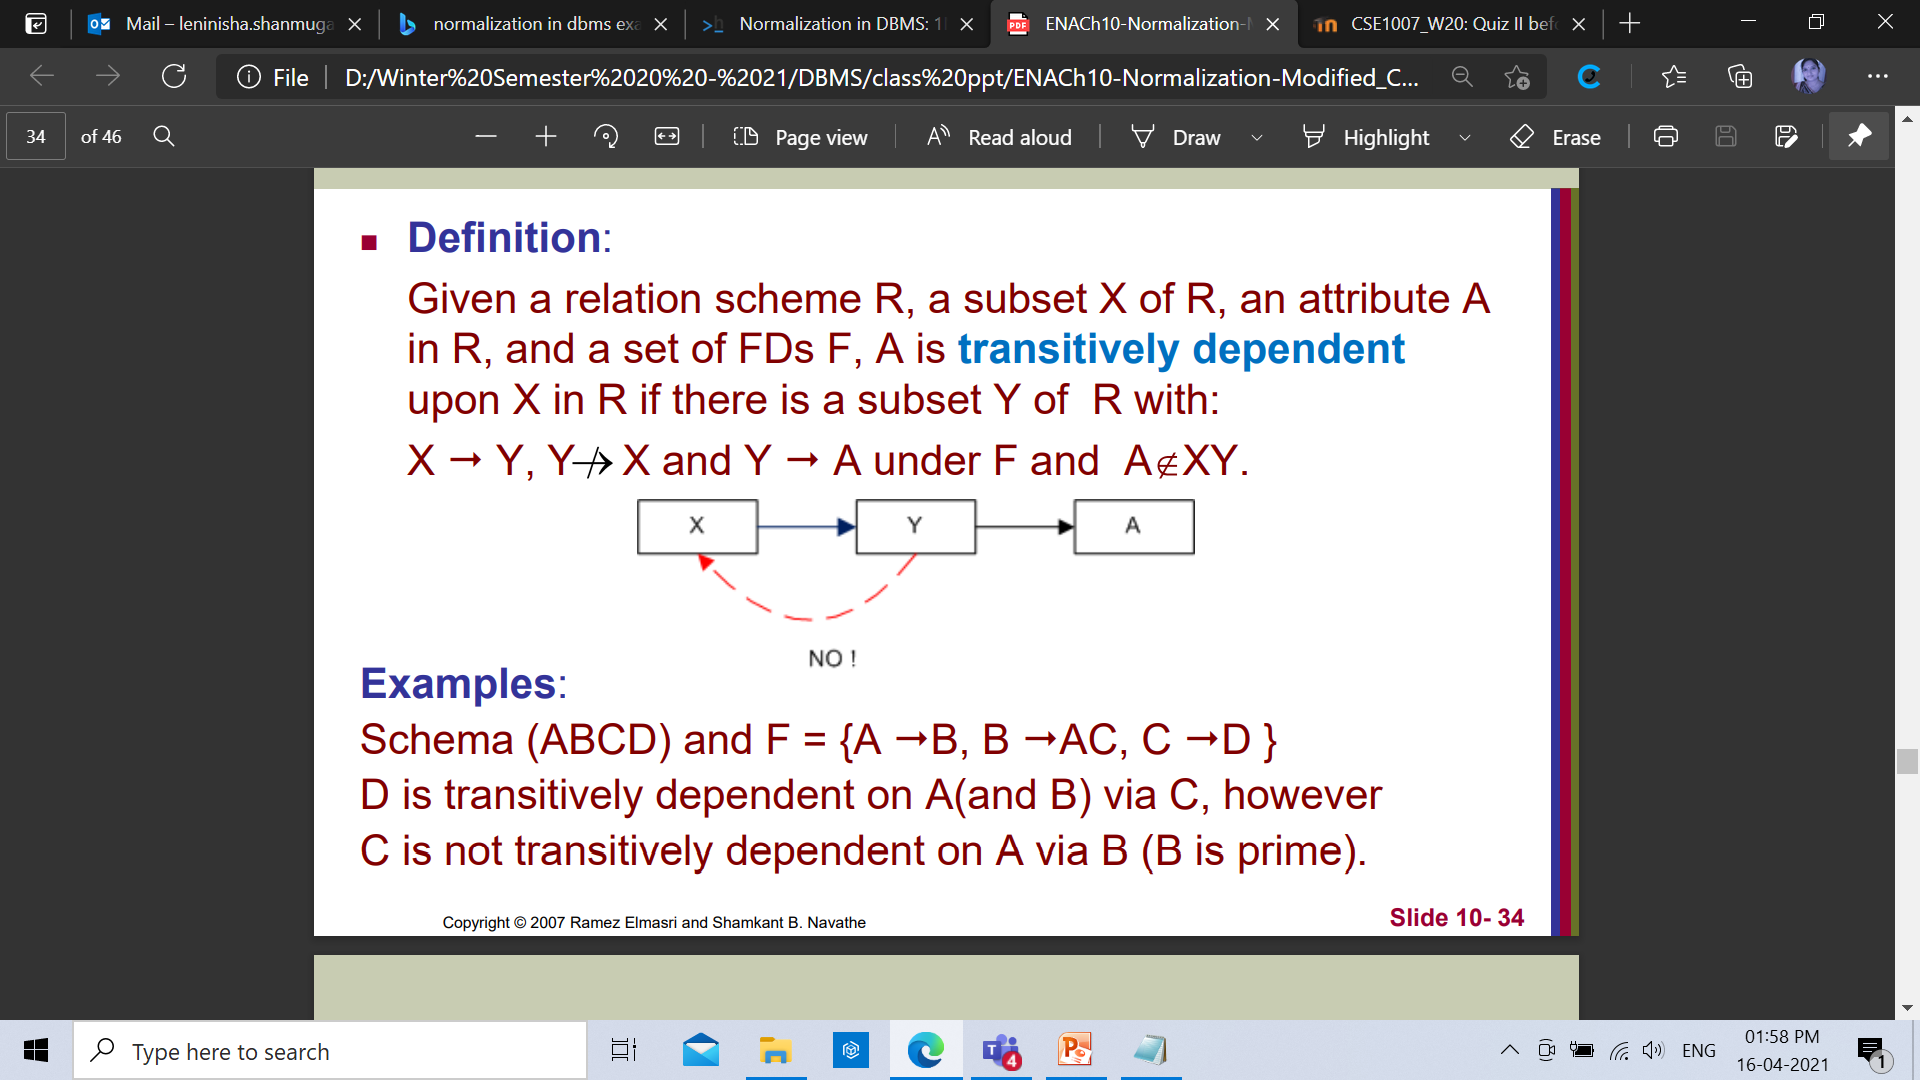 Mail – leninisha.shanmuga
normalization in dbms exa
Normalization in DBMS: 1
ENACh10-Normalization-
CSE1007_W20: Quiz II bef
File
D:/Winter%20Semester%2020%20-%2021/DBMS/class%20ppt/ENACh10-Normalization-Modified_C...
34 of 46
Page view
Read aloud
Draw
Highlight
Erase
Definition:
Given a relation scheme R, a subset X of R, an attribute A
in R, and a set of FDs F, A is transitively dependent
upon X in R if there is a subset Y of R with:
X → Y, Y↛ X and Y → A under F and A∉XY.
X
Y
A
NO !
Examples:
Schema (ABCD) and F = {A →B, B →AC, C →D }
D is transitively dependent on A(and B) via C, however
C is not transitively dependent on A via B (B is prime).
Copyright © 2007 Ramez Elmasri and Shamkant B. Navathe
Slide 10- 34
Type here to search
4
ENG
01:58 PM
16-04-2021
1